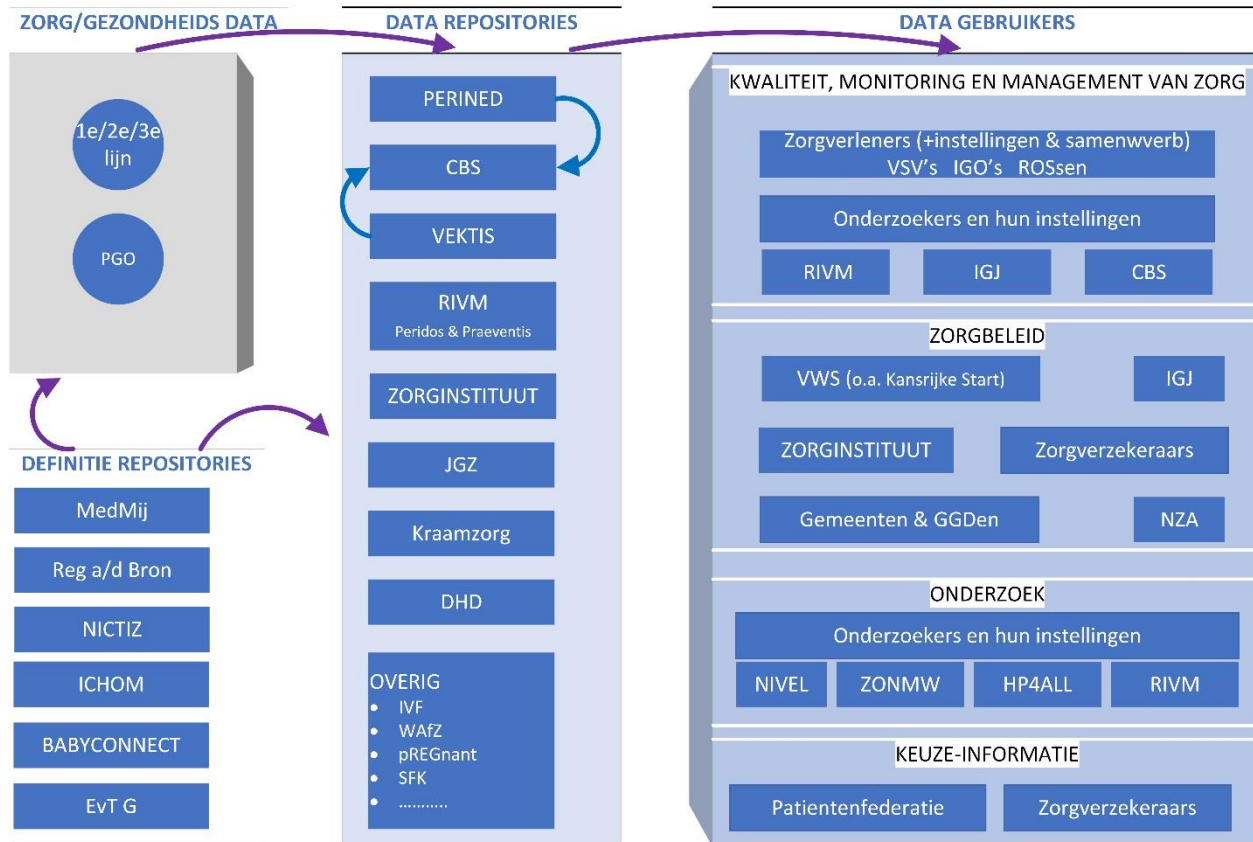 ZORG/GEZONDHEIDS DATA
1e/2e/3e
lijn
PGO
DEFINITIE REPOSITORIES
MedMij
Reg a/d Bron
NICTIZ
ICHOM
BABYCONNECT
EvT G
DATA REPOSITORIES
PERINED
CBS
VEKTIS
RIVM
Peridos & Praeventis
ZORGINSTITUUT
JGZ
Kraamzorg
DHD
OVERIG
• IVF
• WAfZ
• pREGnant
• SFK
• ...........
DATA GEBRUIKERS
KWALITEIT, MONITORING EN MANAGEMENT VAN ZORG
Zorgverleners (+instellingen & samenwverb)
VSV's IGO's ROSsen
Onderzoekers en hun instellingen
RIVM IGJ CBS
ZORGBELEID
VWS (o.a. Kansrijke Start) IGJ
ZORGINSTITUUT Zorgverzekeraars
Gemeenten & GGDen NZA
ONDERZOEK
Onderzoekers en hun instellingen
NIVEL ZONMW HP4ALL RIVM
KEUZE-INFORMATIE
Patientenfederatie Zorgverzekeraars